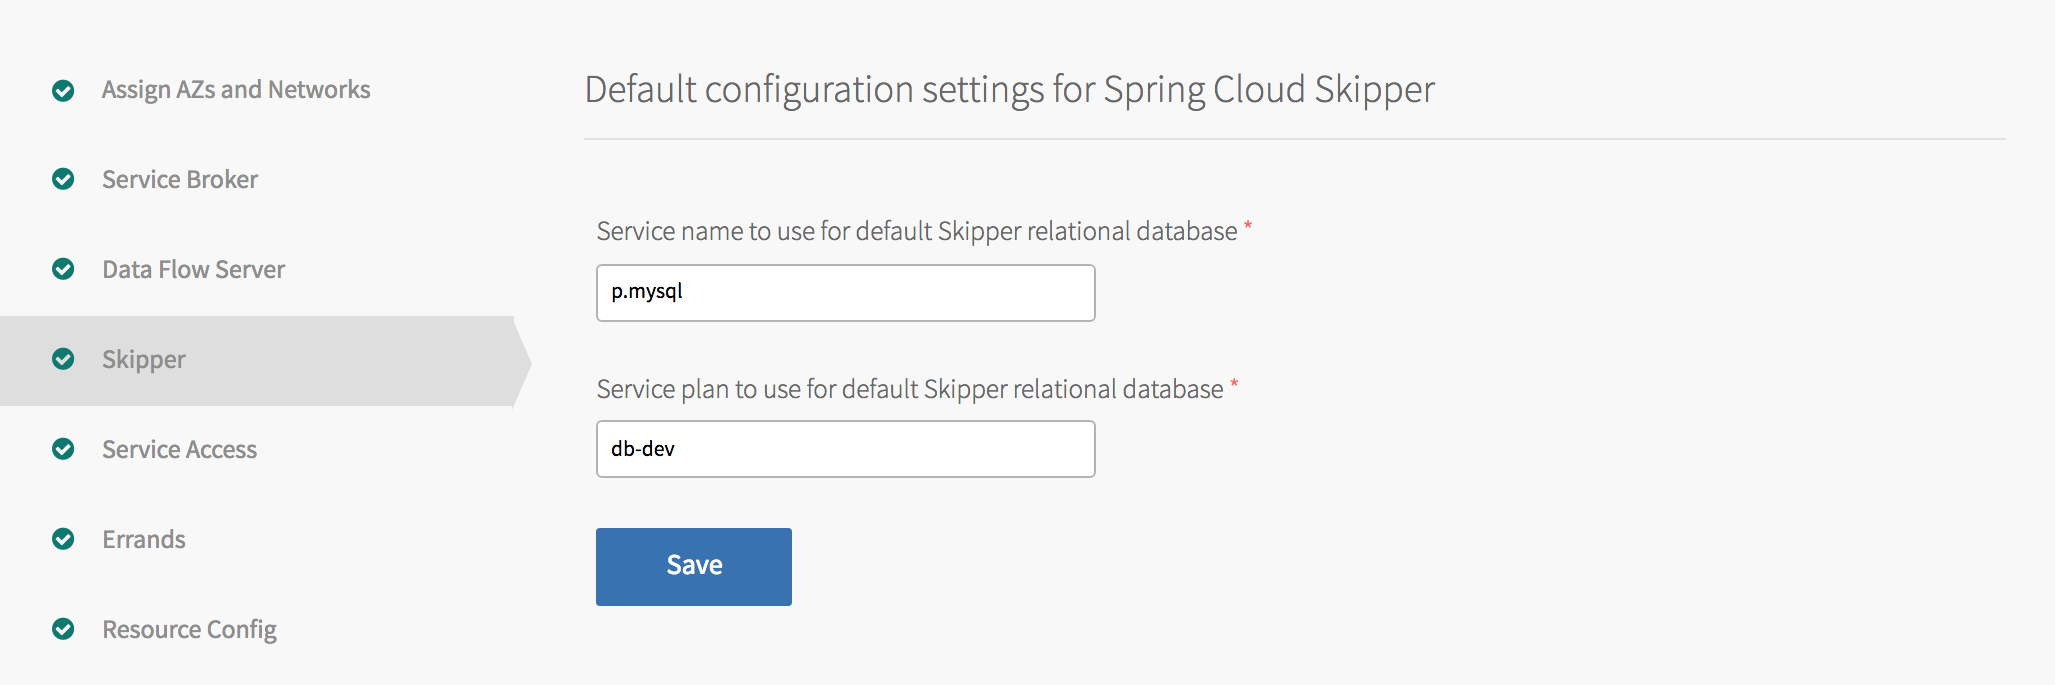 Assign AZs and Networks
Service Broker
Data Flow Server
Skipper
Service Access
Errands
Resource Config
Default configuration settings for Spring Cloud Skipper
Service name to use for default Skipper relational database *
p.mysql
Service plan to use for default Skipper relational database *
db-dev
Save